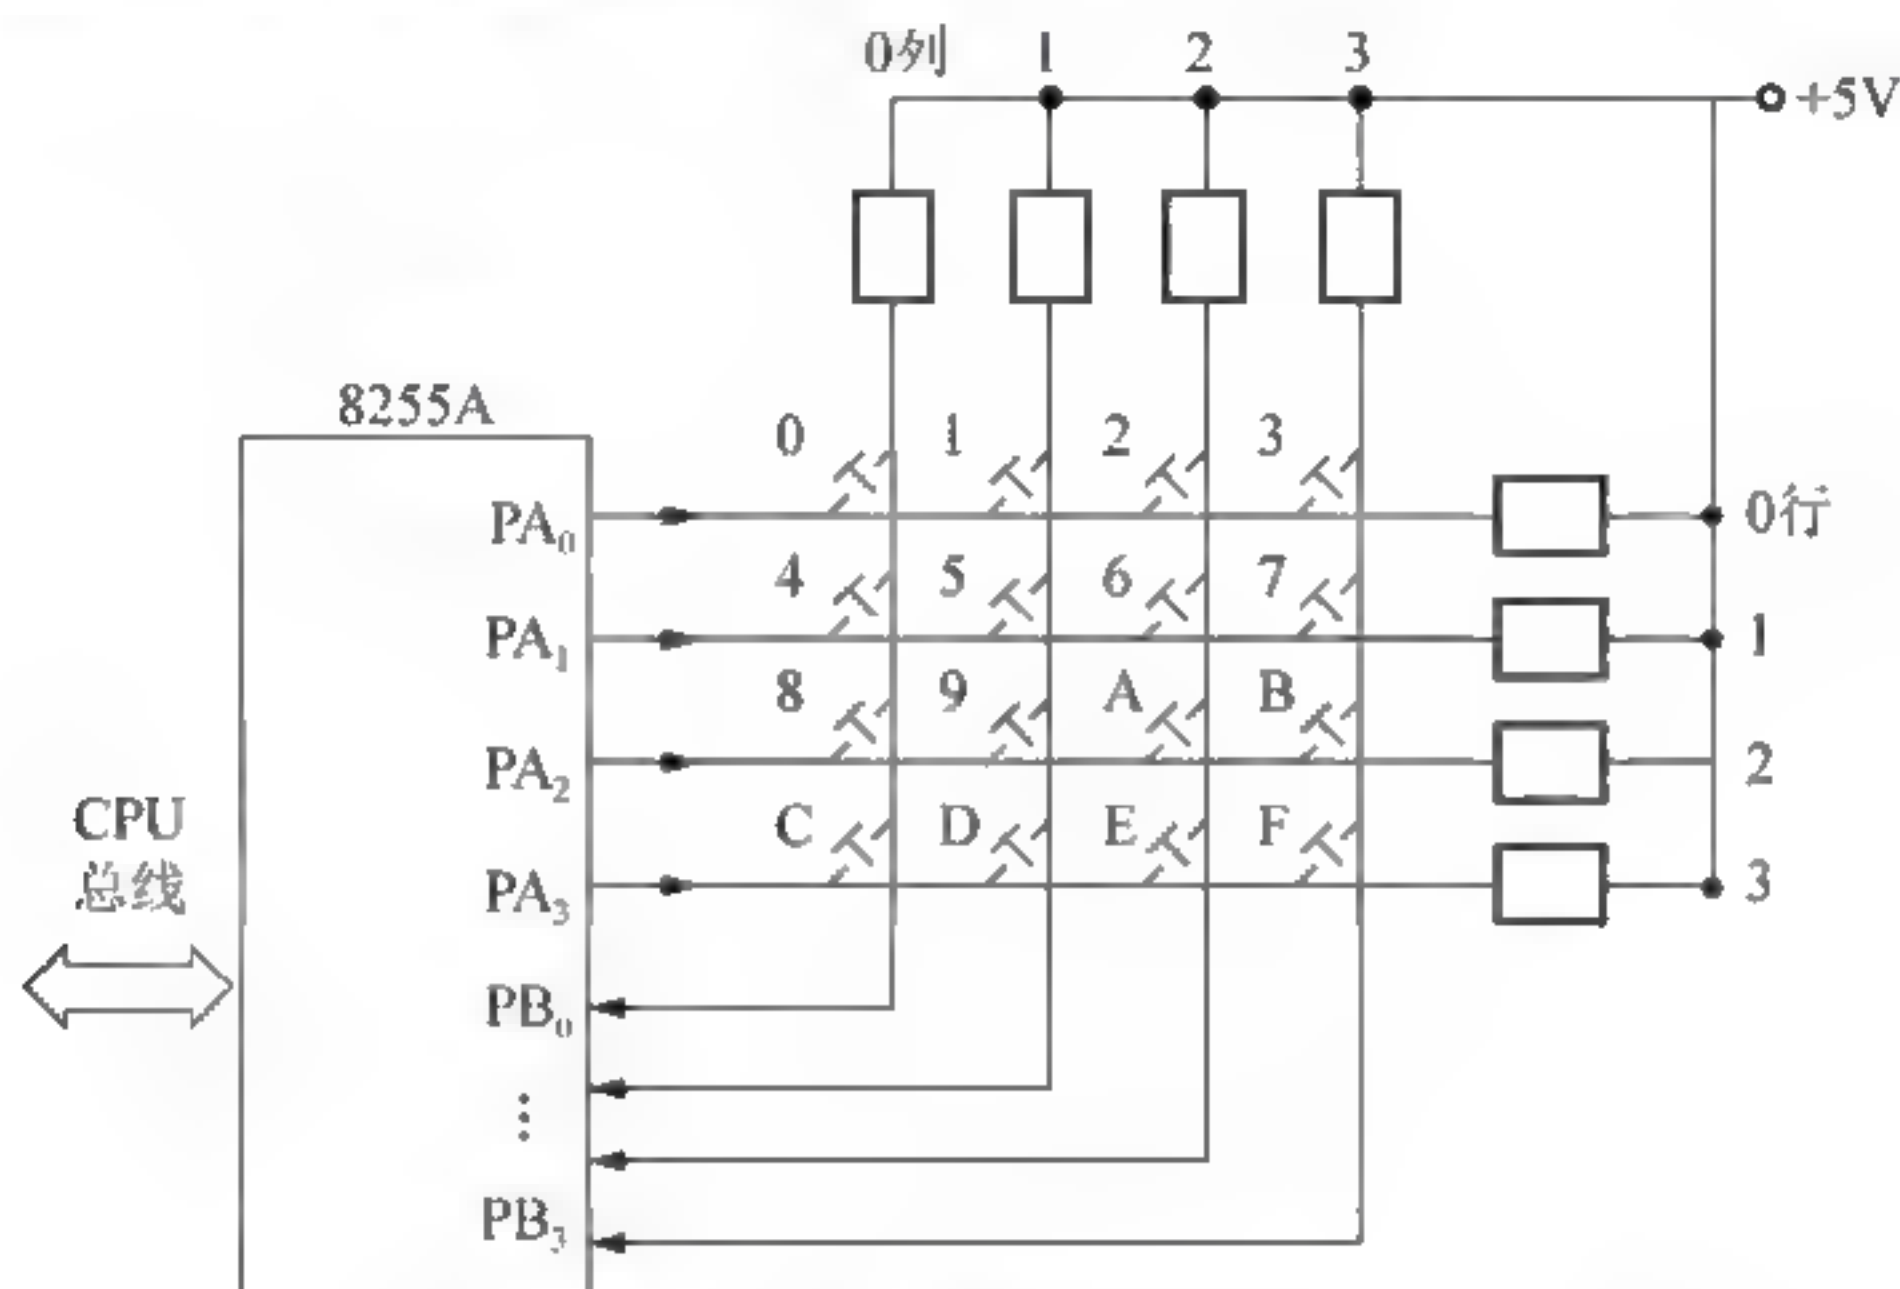 0列 1 2 3
+5V
8255A
0 1 2 3
PA0
0行
4 5 6 7
PA1
1
8 9 A B
PA2
2
CPU
总线
C D E F
PA3
3
PB0
⋮
PB3